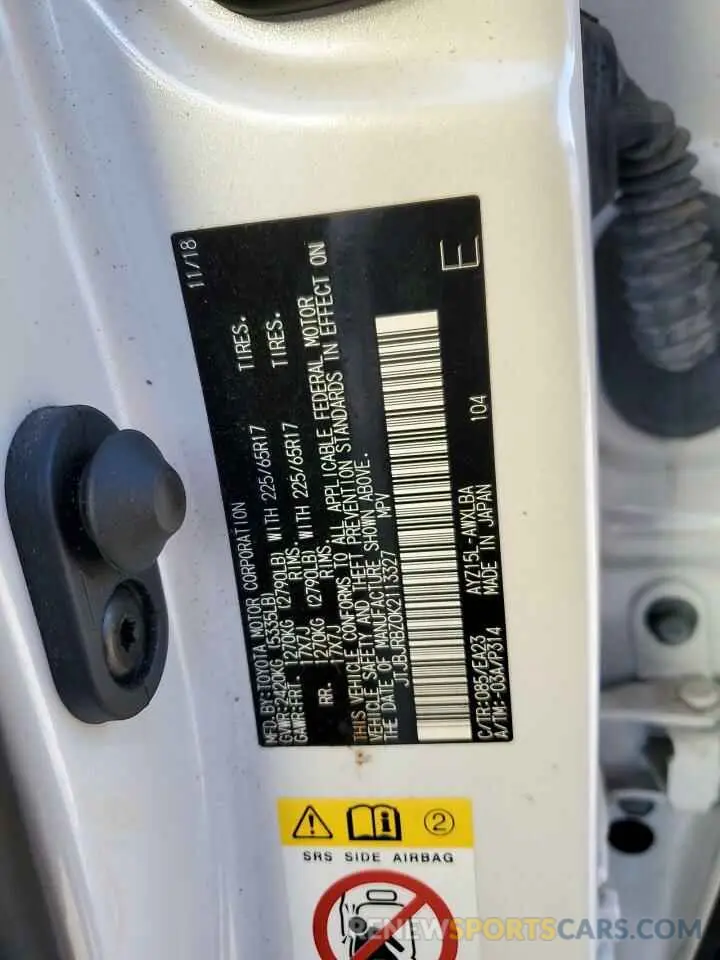 MFD.BY:TOYOTA MOTOR CORPORATION 11/18
GVWR:2420KG (5335LB)
GAWR:FRT. 1270KG (2790LB) WITH 225/65R17 TIRES.
17X7J RIMS.
RR. 1270KG (2790LB) WITH 225/65R17 TIRES.
17X7J RIMS.
THIS VEHICLE CONFORMS TO ALL APPLICABLE FEDERAL MOTOR
VEHICLE SAFETY AND THEFT PREVENTION STANDARDS IN EFFECT ON
THE DATE OF MANUFACTURE SHOWN ABOVE.
JTJBJRBZ0K2113327 MPV
E
C/TR:085/EA23 AYZ15L-AWXLBA 104
A/TM:-03A/P314 MADE IN JAPAN
2
SRS SIDE AIRBAG
RENEWSPORTSCARS.COM